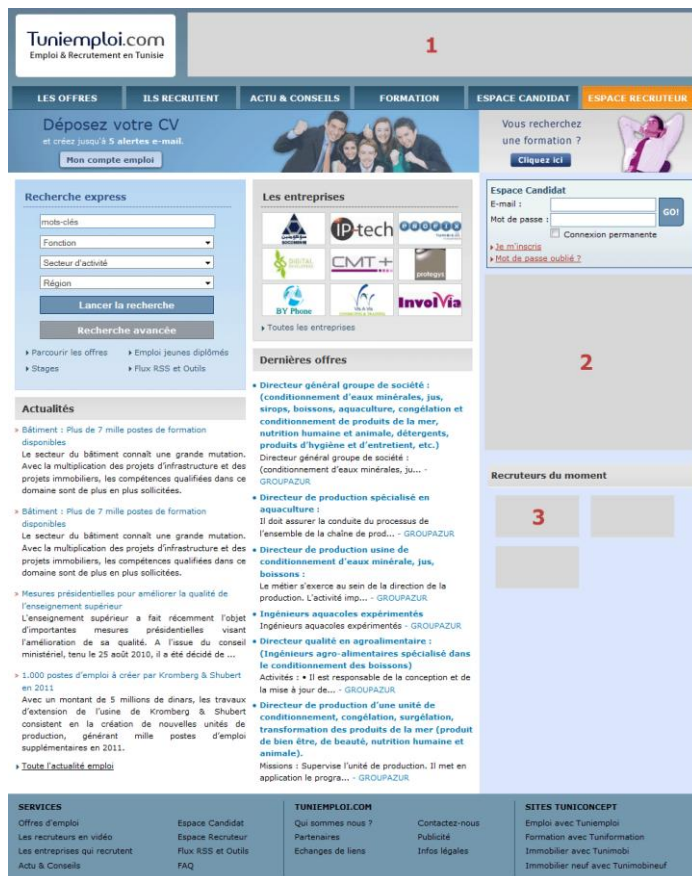 Tuniemploi.com
Emploi & Recrutement en Tunisie
1
LES OFFRES
ILS RECRUTENT
ACTU & CONSEILS
FORMATION
ESPACE CANDIDAT
ESPACE RECRUTEUR
Déposez votre CV
et créez jusqu'à 5 alertes e-mail.
Mon compte emploi
Vous recherchez
une formation ?
Cliquez ici
Recherche express
mots-clés
Fonction
Secteur d'activité
Région
Lancer la recherche
Recherche avancée
Parcourir les offres
Emploi jeunes diplômés
Stages
Flux RSS et Outils
Actualités
» Bâtiment : Plus de 7 mille postes de formation
disponibles
Le secteur du bâtiment connaît une grande mutation.
Avec la multiplication des projets d'infrastructure et des
projets immobiliers, les compétences qualifiées dans ce
domaine sont de plus en plus sollicitées.
» Bâtiment : Plus de 7 mille postes de formation
disponibles
Le secteur du bâtiment connaît une grande mutation.
Avec la multiplication des projets d'infrastructure et des
projets immobiliers, les compétences qualifiées dans ce
domaine sont de plus en plus sollicitées.
» Mesures présidentielles pour améliorer la qualité de
l'enseignement supérieur
L'enseignement supérieur a fait récemment l'objet
d'importantes mesures présidentielles visant
l'amélioration de sa qualité. A l'issue du conseil
ministériel, tenu le 25 août 2010, il a été décidé de ...
» 1.000 postes d'emploi à créer par Kromberg & Shubert
en 2011
Avec un montant de 5 millions de dinars, les travaux
d'extension de l'usine de Kromberg & Shubert
consistent en la création de nouvelles unités de
production, générant mille postes d'emploi
supplémentaires en 2011.
Toute l'actualité emploi
Les entreprises
IP-tech
PROFIS
DIGITAL
CMT+
protegys
BY Phone
Vis à Vis
InvolVia
Toutes les entreprises
Dernières offres
• Directeur général groupe de société :
(conditionnement d'eaux minérales, jus,
sirops, boissons, aquaculture, congélation et
conditionnement de produits de la mer,
nutrition humaine et animale, détergents,
produits d'hygiène et d'entretient, etc.)
Directeur général groupe de société :
(conditionnement d'eaux minérales, ju... -
GROUPAZUR
• Directeur de production spécialisé en
aquaculture :
Il doit assurer la conduite du processus de
l'ensemble de la chaîne de prod... - GROUPAZUR
• Directeur de production usine de
conditionnement d'eaux minérale, jus,
boissons :
Le métier s'exerce au sein de la direction de la
production. L'activité imp... - GROUPAZUR
• Ingénieurs aquacoles expérimentés
Ingénieurs aquacoles expérimentés - GROUPAZUR
• Directeur qualité en agroalimentaire :
(Ingénieurs agro-alimentaires spécialisé dans
le conditionnement des boissons)
Activités : • Il est responsable de la conception et de
la mise à jour de... - GROUPAZUR
• Directeur de production d'une unité de
conditionnement, congélation, surgélation,
transformation des produits de la mer (produit
de bien être, de beauté, nutrition humaine et
animale).
Missions : Supervise l'unité de production. Il met en
application le progra... - GROUPAZUR
Espace Candidat
E-mail :
Mot de passe :
GO!
Connexion permanente
Je m'inscris
Mot de passe oublié ?
2
Recruteurs du moment
3
SERVICES
Offres d'emploi
Les recruteurs en vidéo
Les entreprises qui recrutent
Actu & Conseils
Espace Candidat
Espace Recruteur
Flux RSS et Outils
FAQ
TUNIEMPLOI.COM
Qui sommes nous ?
Partenaires
Echanges de liens
Contactez-nous
Publicité
Infos légales
SITES TUNICONCEPT
Emploi avec Tuniemploi
Formation avec Tuniformation
Immobilier avec Tunimobi
Immobilier neuf avec Tunimobineuf